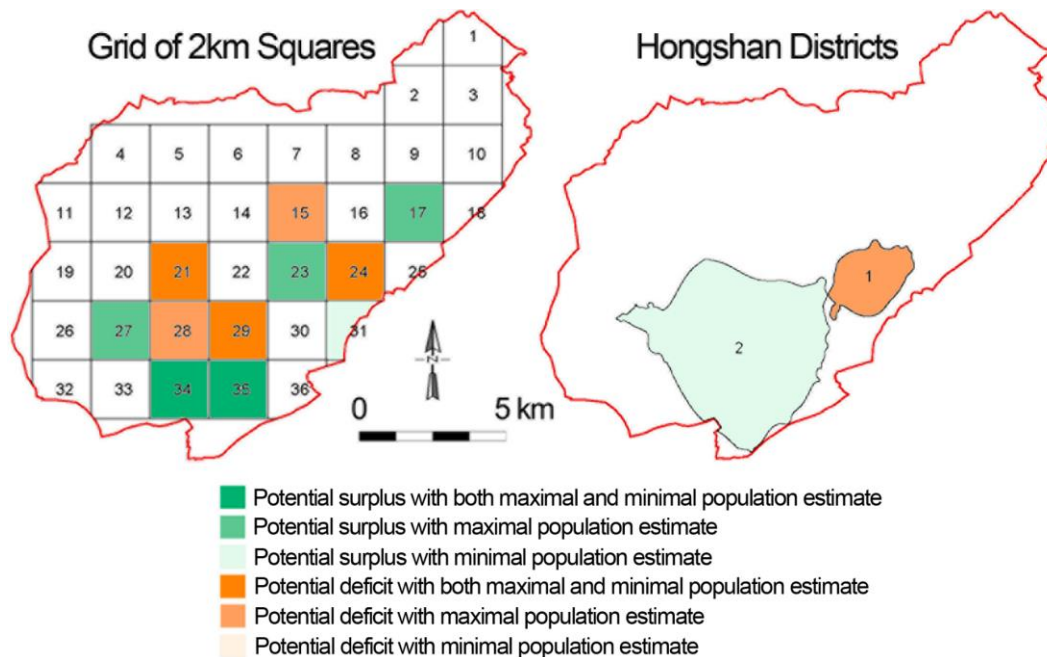 Grid of 2km Squares
Hongshan Districts
1
2 3
4 5 6 7 8 9 10
11 12 13 14 15 16 17 18
19 20 21 22 23 24 25
26 27 28 29 30 31
32 33 34 35 36
N
0 5 km
1
2
Potential surplus with both maximal and minimal population estimate
Potential surplus with maximal population estimate
Potential surplus with minimal population estimate
Potential deficit with both maximal and minimal population estimate
Potential deficit with maximal population estimate
Potential deficit with minimal population estimate